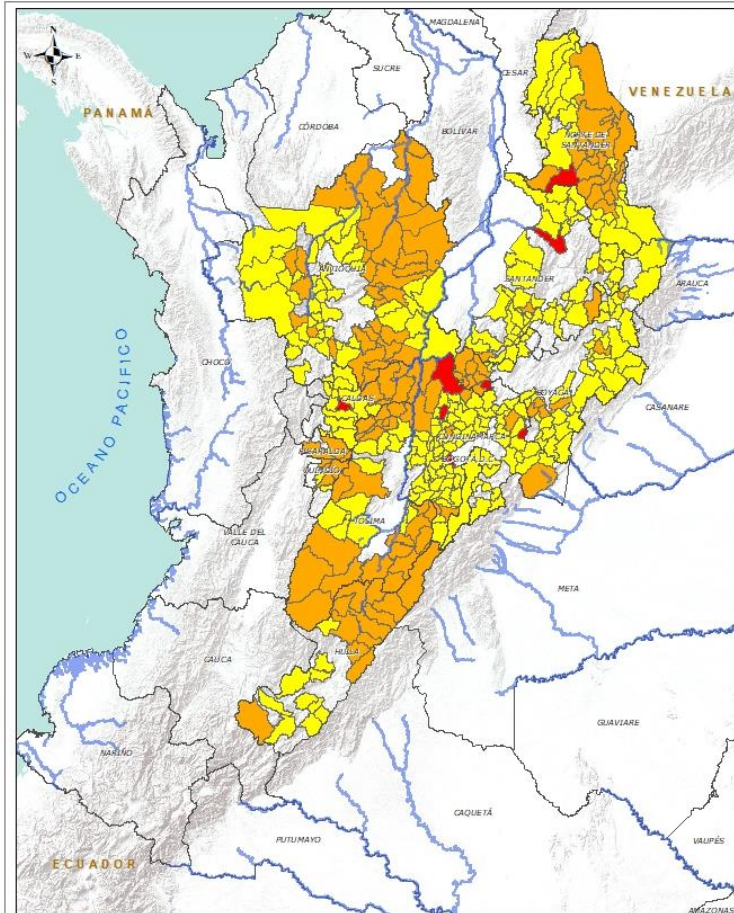 MAGDALENA
N
W E
S
SUCRE
CESAR
VENEZUELA
PANAMÁ
CÓRDOBA
BOLÍVAR
NORTE DE
SANTANDER
ANTIOQUIA
SANTANDER
ARAUCA
CHOCÓ
OCEANO PACIFICO
BOYACÁ
CALDAS
CASANARE
CUNDINAMARCA
RISARALDA
BOGOTÁ, D.C.
QUINDÍO
TOLIMA
VALLE DEL
CAUCA
META
HUILA
CAUCA
GUAVIARE
NARIÑO
CAQUETÁ
PUTUMAYO
VAUPÉS
ECUADOR
AMAZONAS